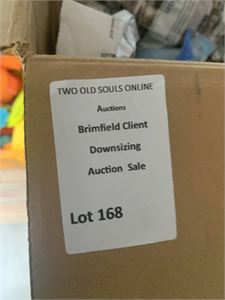 TWO OLD SOULS ONLINE
Auctions
Brimfield Client
Downsizing
Auction Sale
Lot 168